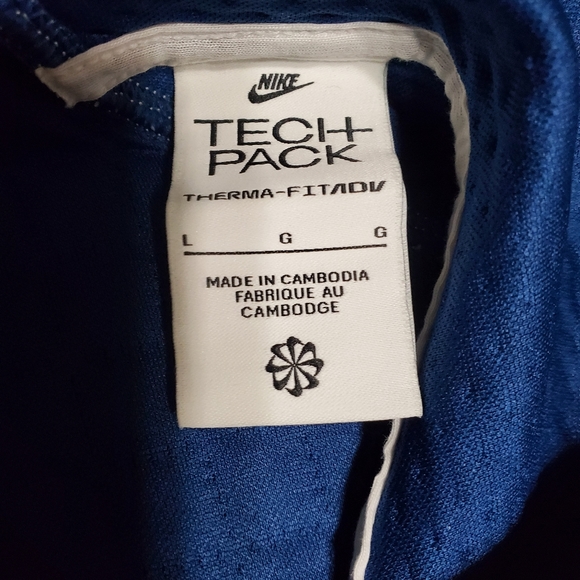 NIKE
TECH
PACK
THERMA-FIT ADV
L G G
MADE IN CAMBODIA
FABRIQUE AU
CAMBODGE